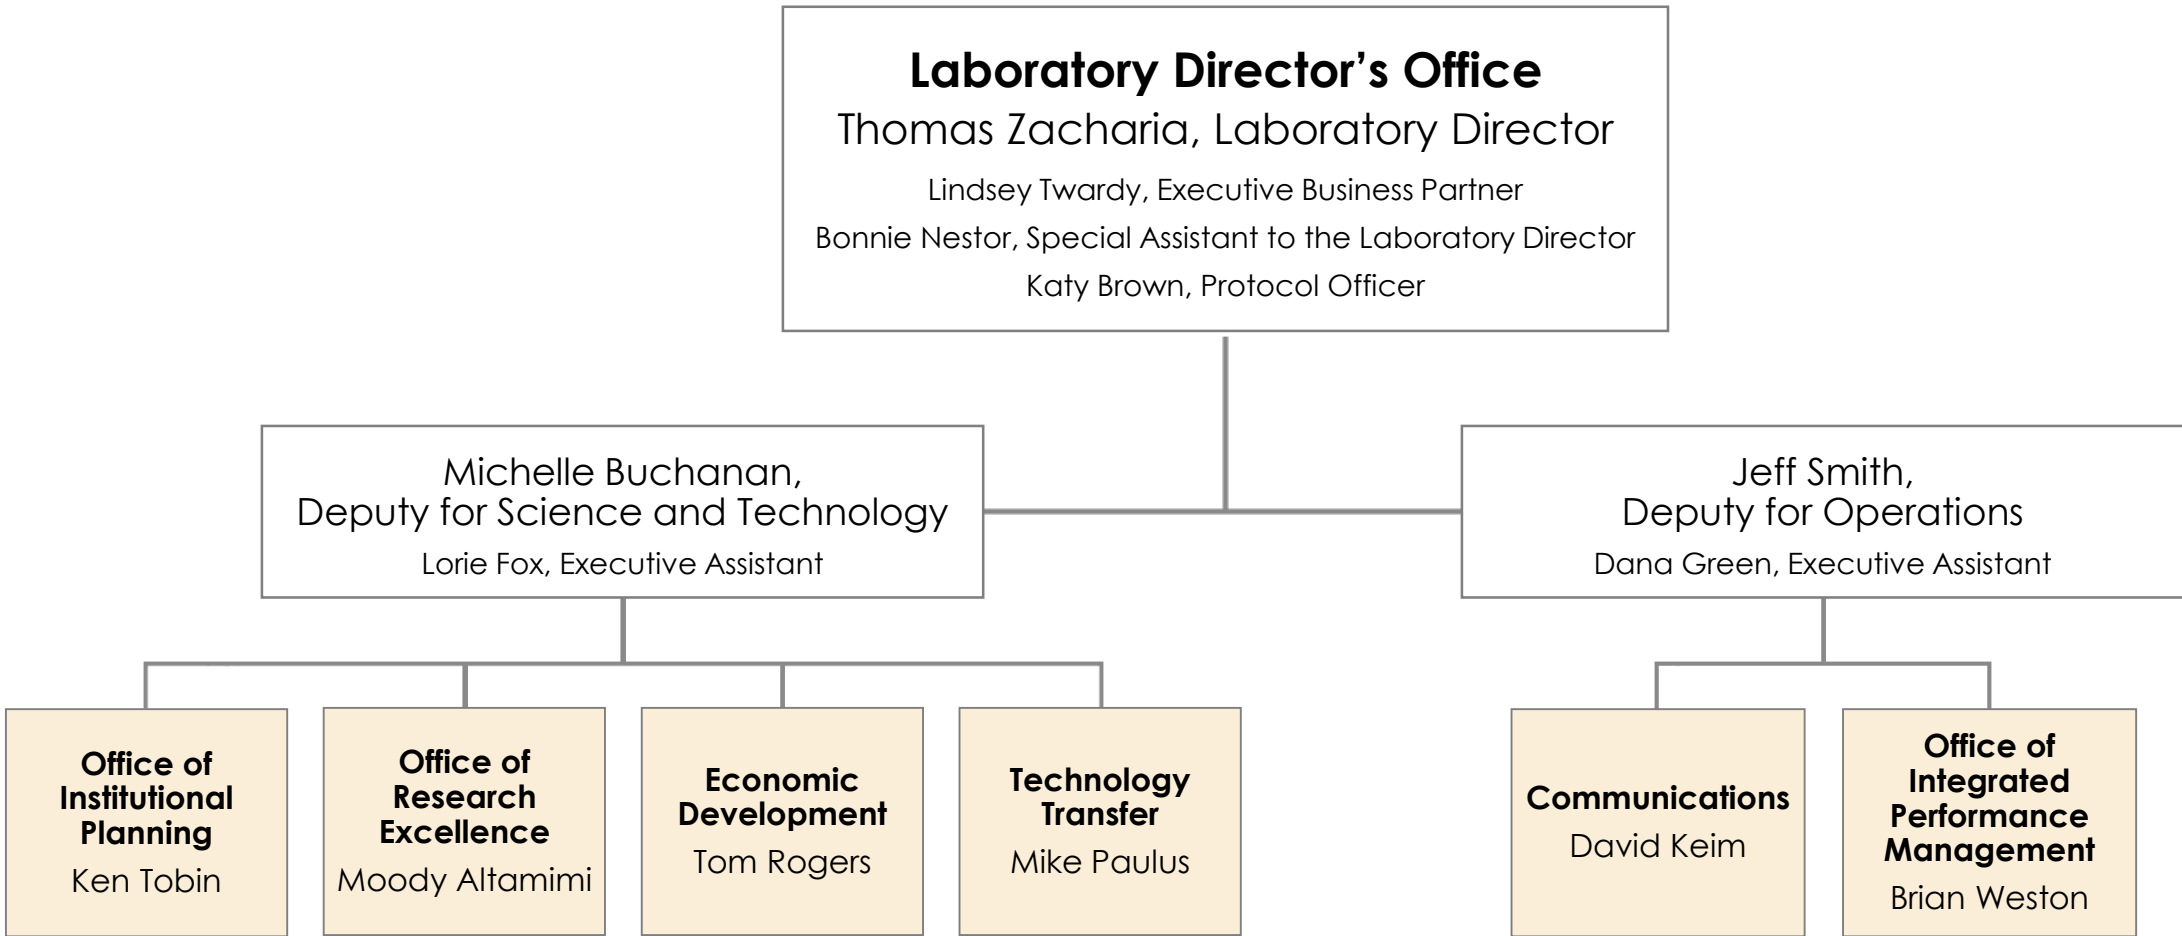 Laboratory Director’s Office
Thomas Zacharia, Laboratory Director
Lindsey Twardy, Executive Business Partner
Bonnie Nestor, Special Assistant to the Laboratory Director
Katy Brown, Protocol Officer
Michelle Buchanan,
Deputy for Science and Technology
Lorie Fox, Executive Assistant
Jeff Smith,
Deputy for Operations
Dana Green, Executive Assistant
Office of
Institutional
Planning
Ken Tobin
Office of
Research
Excellence
Moody Altamimi
Economic
Development
Tom Rogers
Technology
Transfer
Mike Paulus
Communications
David Keim
Office of
Integrated
Performance
Management
Brian Weston